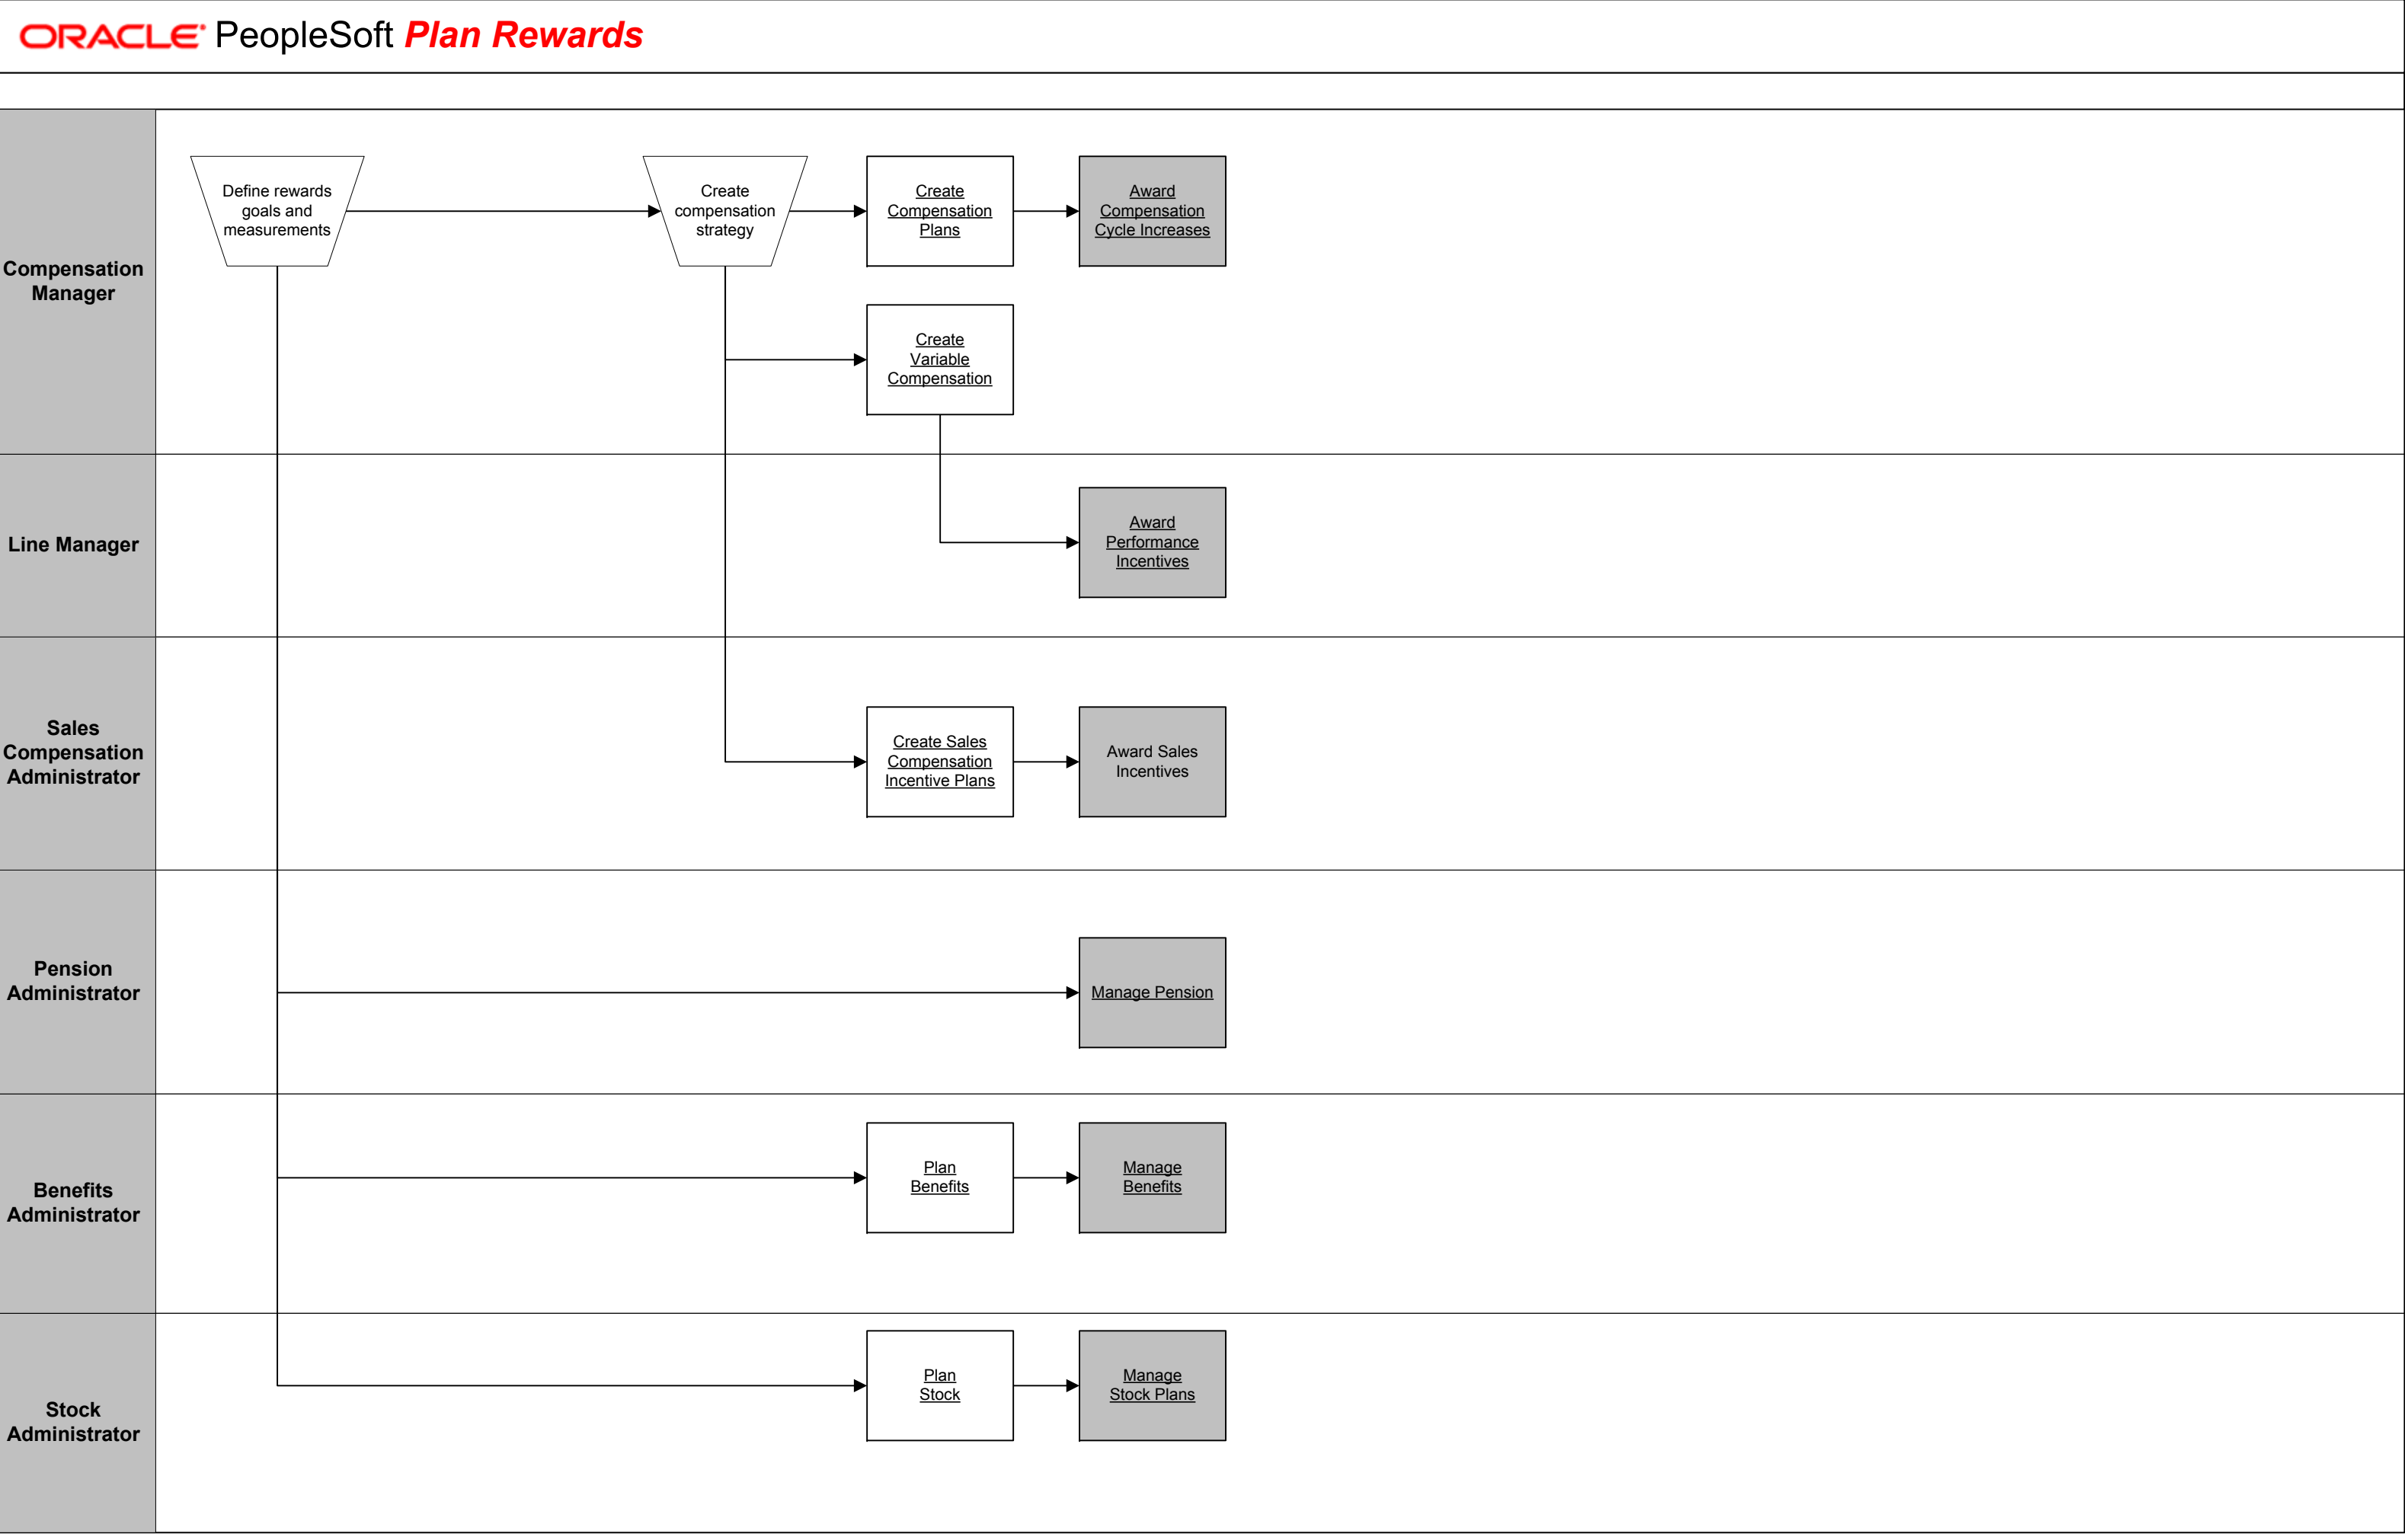 ORACLE PeopleSoft Plan Rewards
Compensation
Manager
Define rewards
goals and
measurements
Create
compensation
strategy
Create
Compensation
Plans
Award
Compensation
Cycle Increases
Create
Variable
Compensation
Line Manager
Award
Performance
Incentives
Sales
Compensation
Administrator
Create Sales
Compensation
Incentive Plans
Award Sales
Incentives
Pension
Administrator
Manage Pension
Benefits
Administrator
Plan
Benefits
Manage
Benefits
Stock
Administrator
Plan
Stock
Manage
Stock Plans